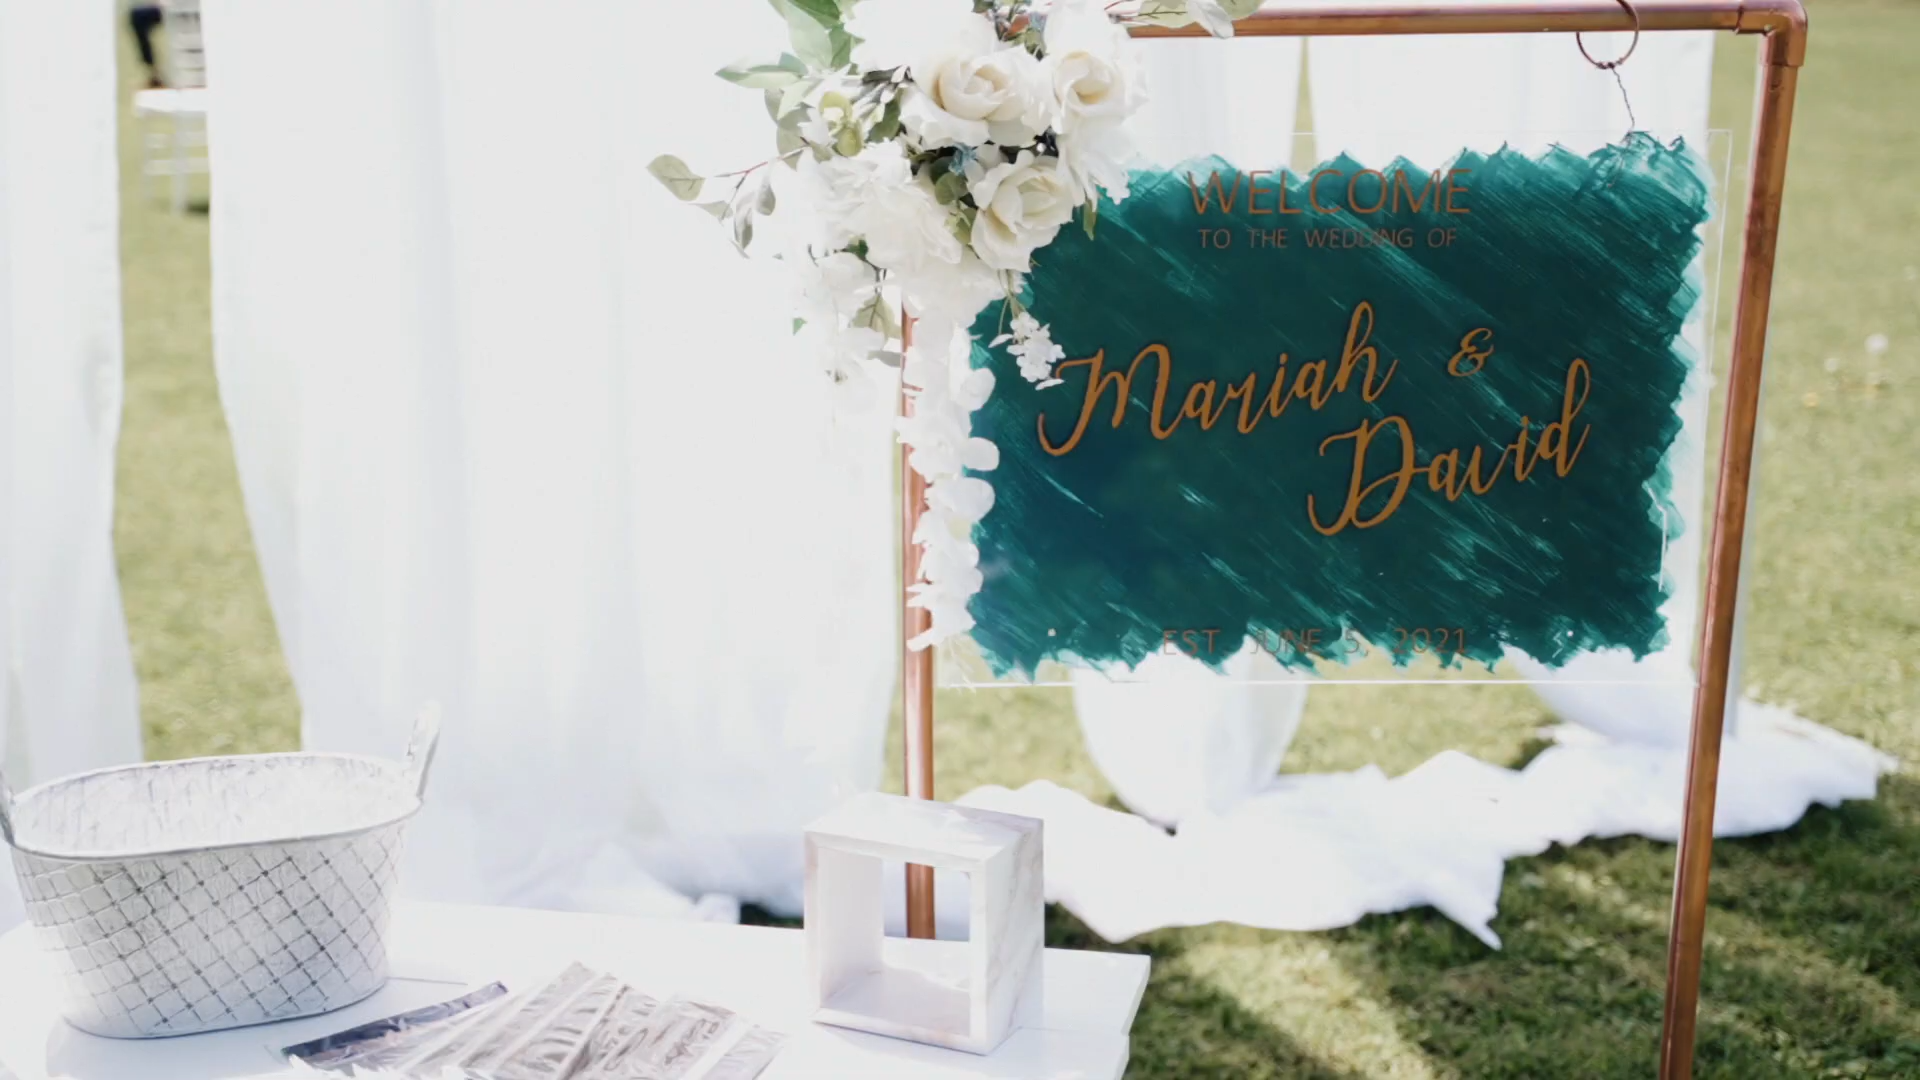 WELCOME
TO THE WEDDING OF
Mariah &
David
EST JUNE 5, 2021